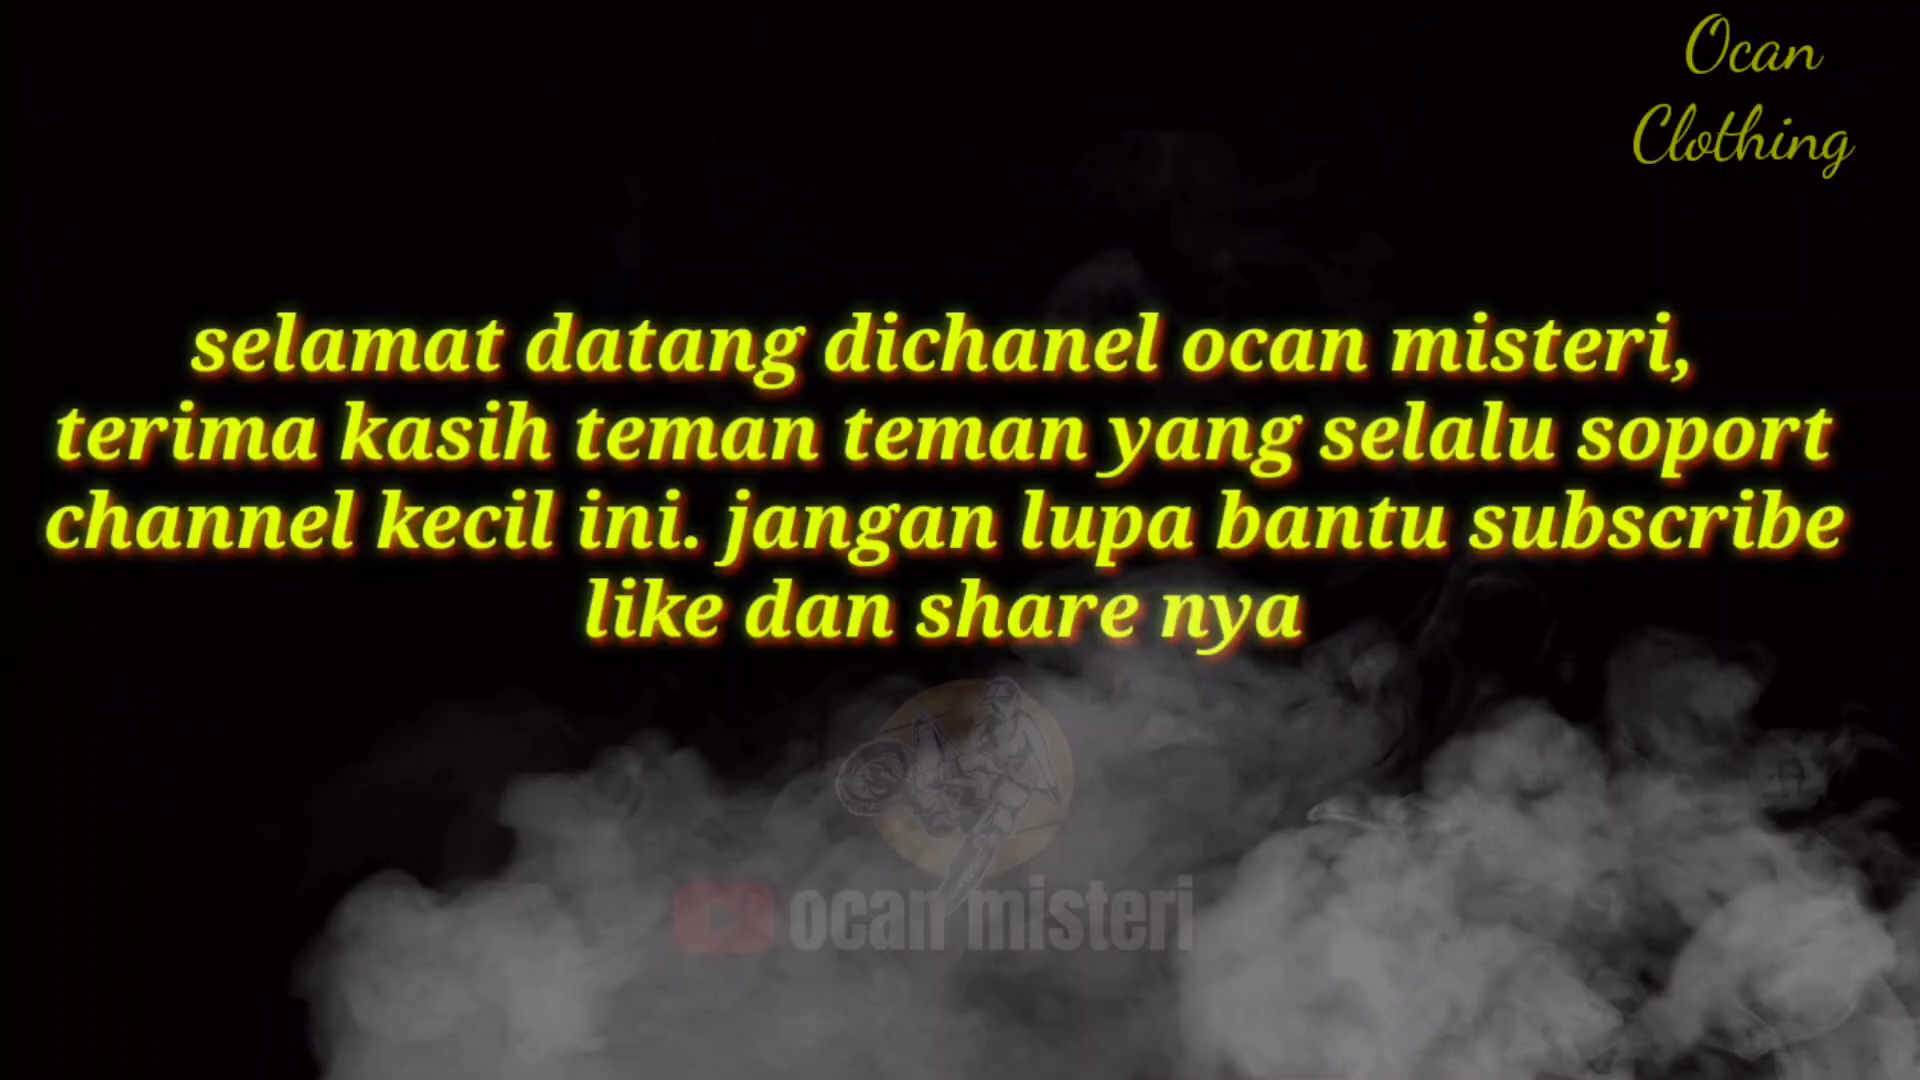 Ocan
Clothing
selamat datang dichanel ocan misteri,
terima kasih teman teman yang selalu soport
channel kecil ini. jangan lupa bantu subscribe
like dan share nya
ocan misteri